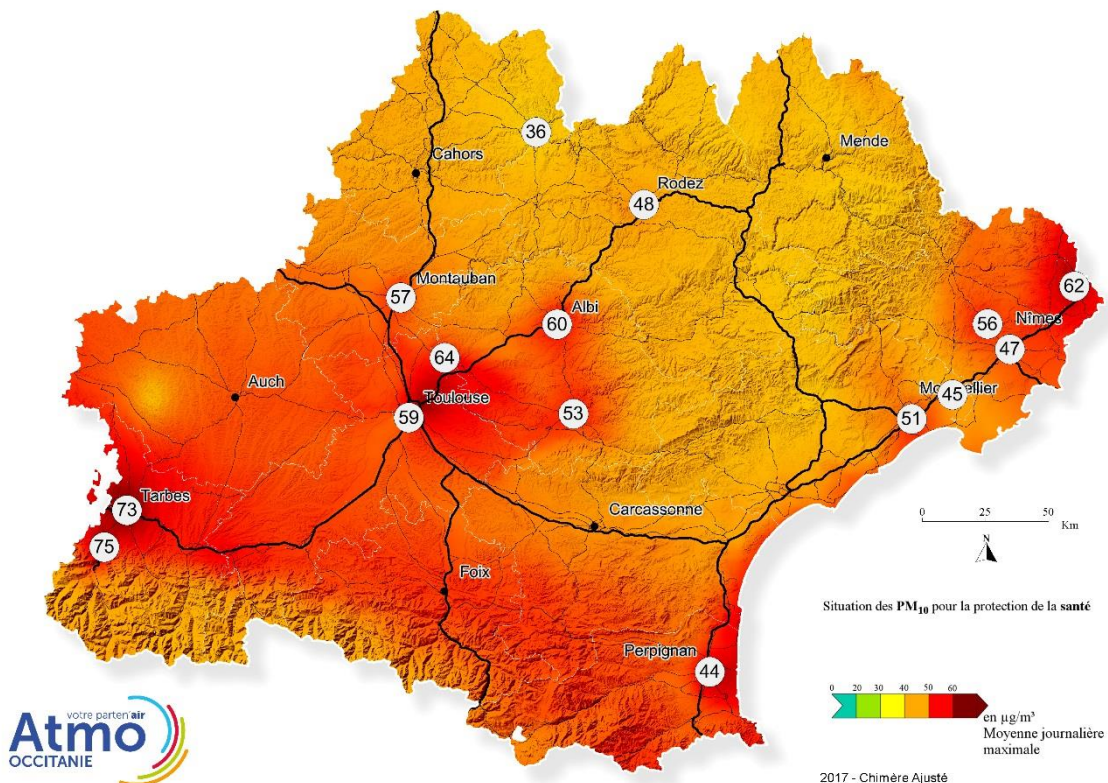 36
Cahors
Mende
Rodez
48
Montauban
57
Albi
60
62
56
Nîmes
64
47
Auch
Toulouse
45
53
51
59
Tarbes
73
Carcassonne
0 25 50
Km
75
N
Foix
Situation des PM10 pour la protection de la santé
Perpignan
44
0 20 30 40 50 60
en µg/m³
Moyenne journalière
maximale
votre parten'air
Atmo
OCCITANIE
2017 - Chimère Ajusté